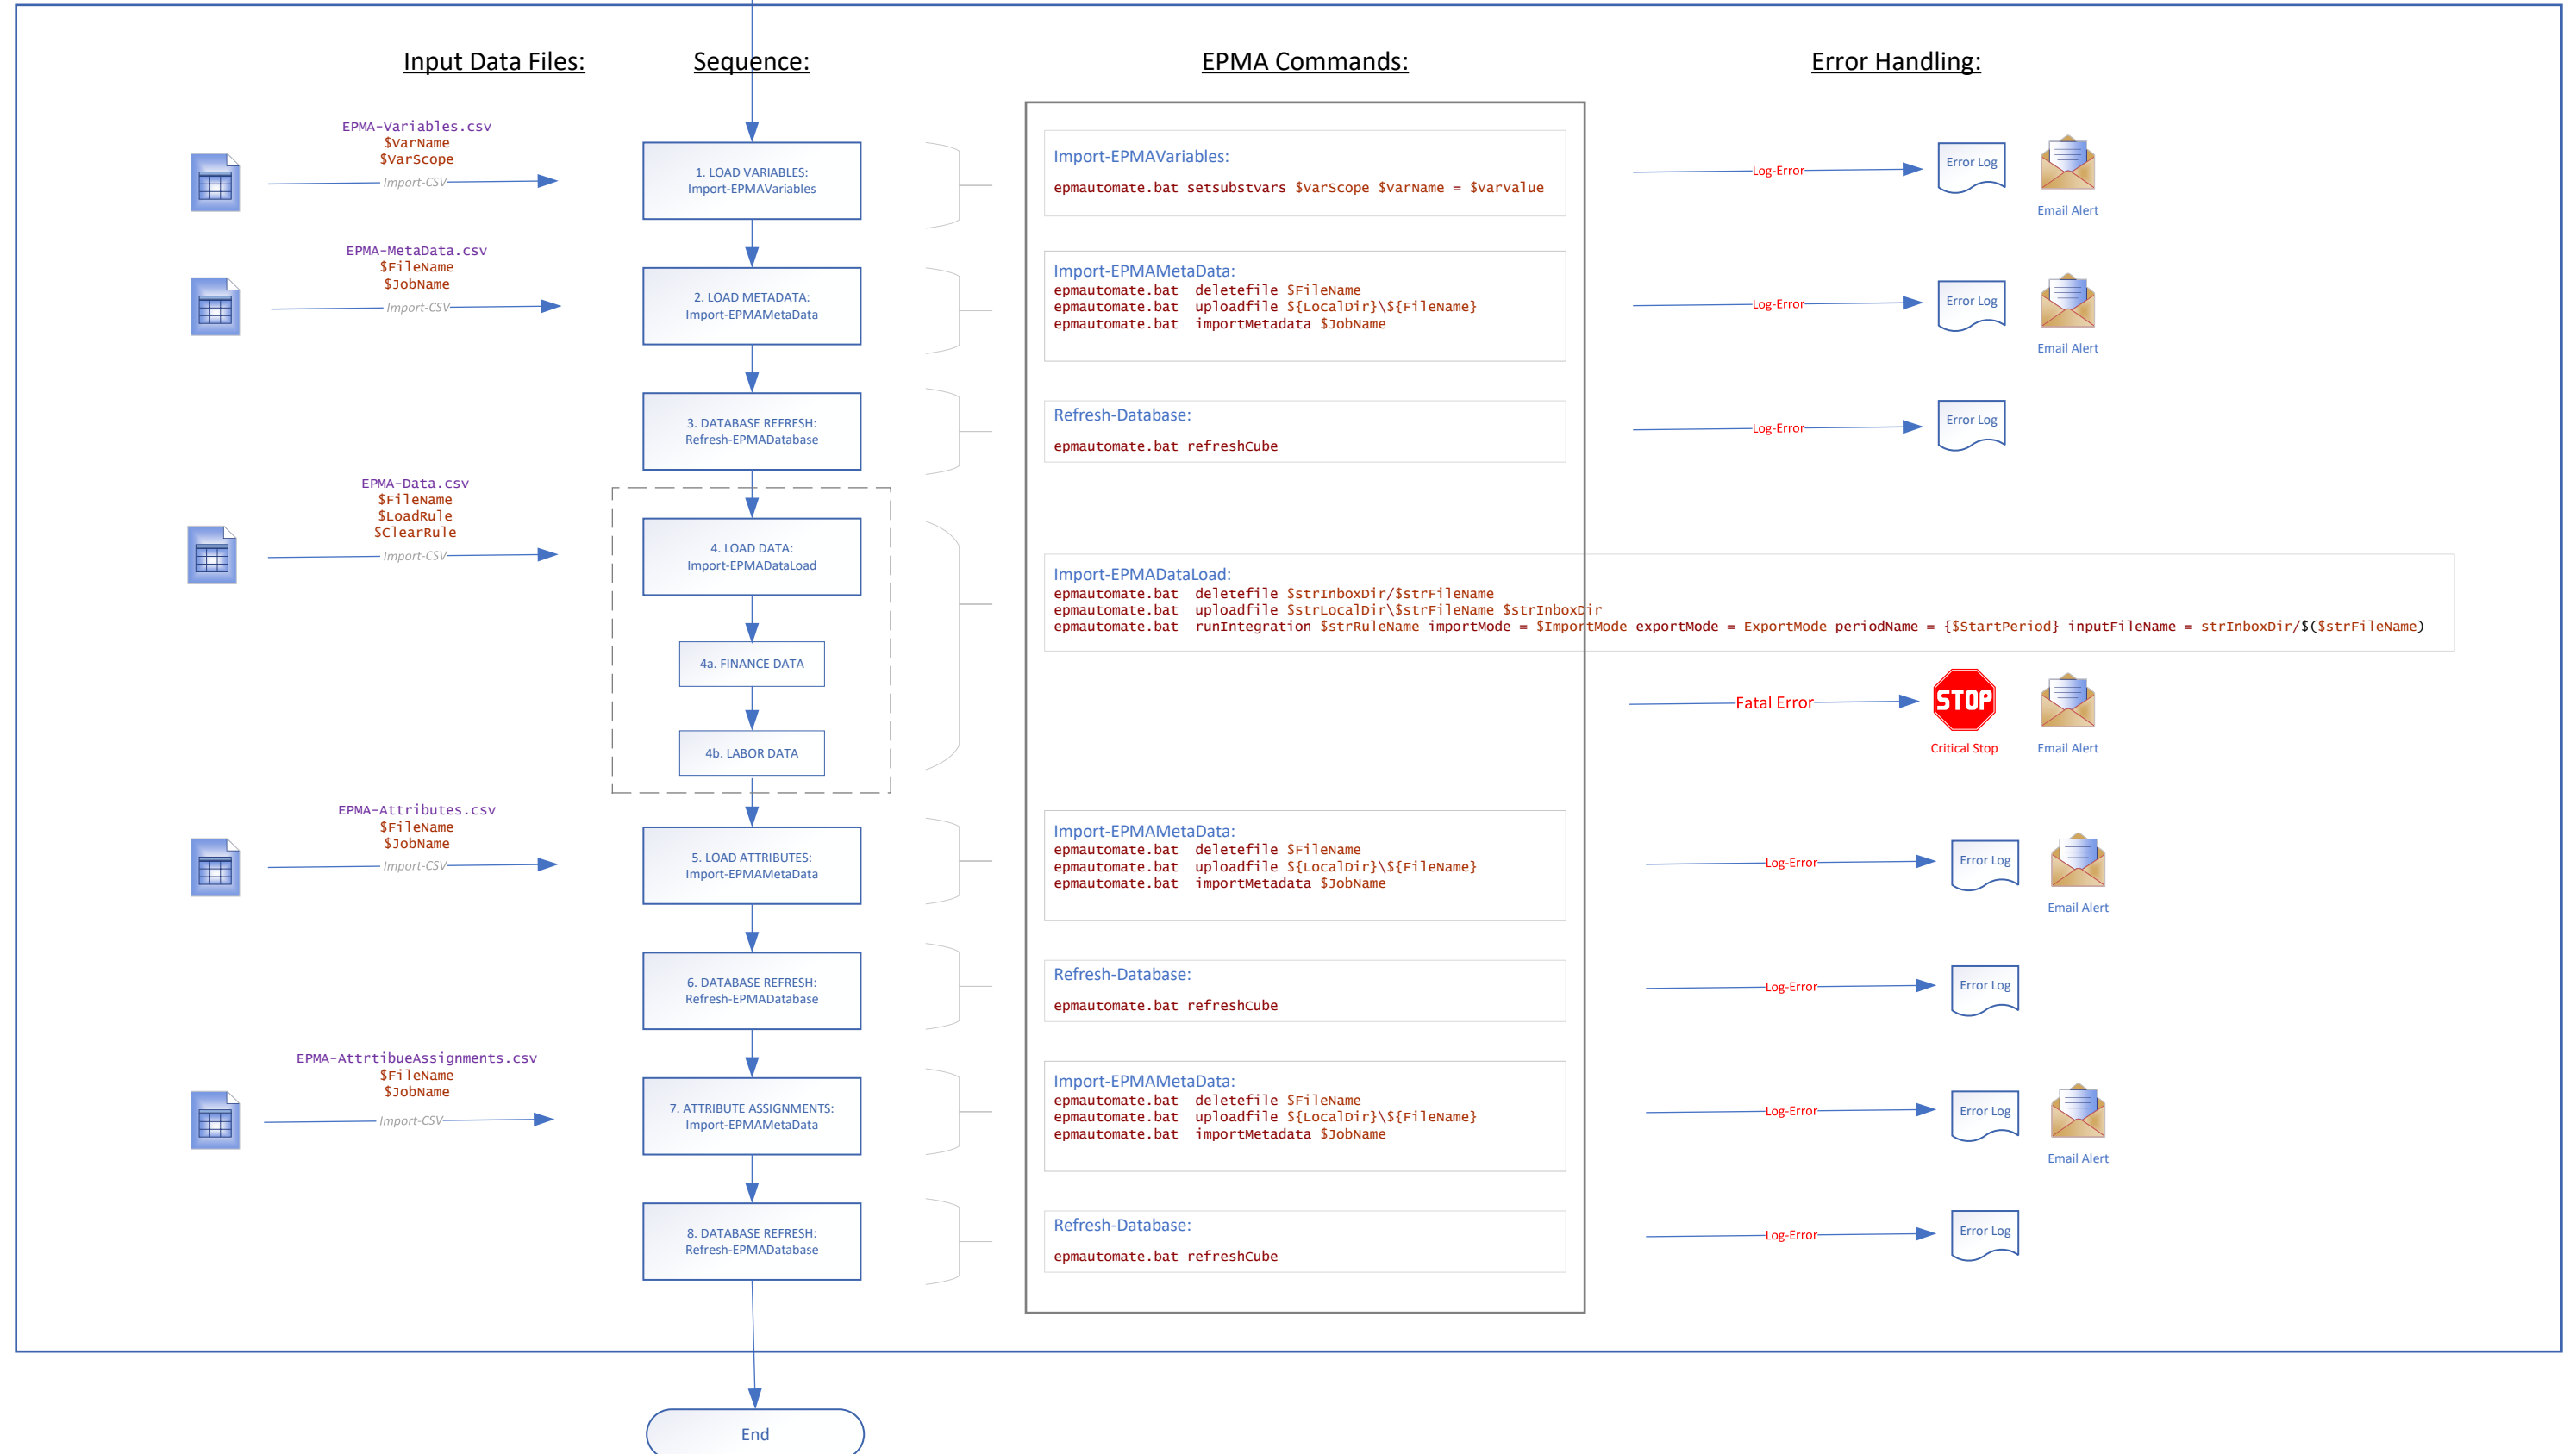 Input Data Files:
Sequence:
EPMA Commands:
Error Handling:
EPMA-Variables.csv
$VarName
$VarScope
Import-CSV
1. LOAD VARIABLES:
Import-EPMAVariables
Import-EPMAVariables:
epmautomate.bat setsubstvars $VarScope $VarName = $VarValue
Log-Error
Error Log
Email Alert
EPMA-MetaData.csv
$FileName
$JobName
Import-CSV
2. LOAD METADATA:
Import-EPMAMetaData
Import-EPMAMetaData:
epmautomate.bat  deletefile $FileName
epmautomate.bat  uploadfile ${LocalDir}\${FileName}
epmautomate.bat  importMetadata $JobName
Log-Error
Error Log
Email Alert
3. DATABASE REFRESH:
Refresh-EPMADatabase
Refresh-Database:
epmautomate.bat refreshCube
Log-Error
Error Log
EPMA-Data.csv
$FileName
$LoadRule
$ClearRule
Import-CSV
4. LOAD DATA:
Import-EPMADataLoad
4a. FINANCE DATA
4b. LABOR DATA
Import-EPMADataLoad:
epmautomate.bat  deletefile $strInboxDir/$strFileName
epmautomate.bat  uploadfile $strLocalDir\$strFileName $strInboxDir
epmautomate.bat  runIntegration $strRuleName importMode = $ImportMode exportMode = ExportMode periodName = {$StartPeriod} inputFileName = strInboxDir/$($strFileName)
Fatal Error
STOP
Critical Stop
Email Alert
EPMA-Attributes.csv
$FileName
$JobName
Import-CSV
5. LOAD ATTRIBUTES:
Import-EPMAMetaData
Import-EPMAMetaData:
epmautomate.bat  deletefile $FileName
epmautomate.bat  uploadfile ${LocalDir}\${FileName}
epmautomate.bat  importMetadata $JobName
Log-Error
Error Log
Email Alert
6. DATABASE REFRESH:
Refresh-EPMADatabase
Refresh-Database:
epmautomate.bat refreshCube
Log-Error
Error Log
EPMA-AttrtibueAssignments.csv
$FileName
$JobName
Import-CSV
7. ATTRIBUTE ASSIGNMENTS:
Import-EPMAMetaData
Import-EPMAMetaData:
epmautomate.bat  deletefile $FileName
epmautomate.bat  uploadfile ${LocalDir}\${FileName}
epmautomate.bat  importMetadata $JobName
Log-Error
Error Log
Email Alert
8. DATABASE REFRESH:
Refresh-EPMADatabase
Refresh-Database:
epmautomate.bat refreshCube
Log-Error
Error Log
End